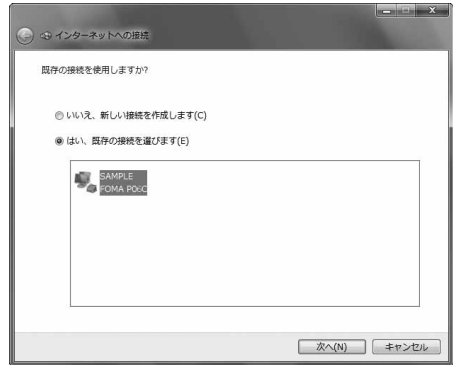 インターネットへの接続
既存の接続を使用しますか?
いいえ、新しい接続を作成します(C)
はい、既存の接続を選びます(E)
SAMPLE
FOMA P06C
次へ(N)
キャンセル